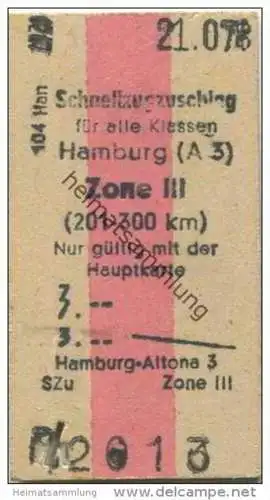 21.07
104 Han
Schnellzugzuschlag
für alle Klassen
Hamburg (A 3)
Zone III
(201-300 km)
Nur gültig mit der
Hauptkarte
heimatsammlung
7.--
3.--
Hamburg-Altona 3
SZu Zone III
2013
Heimatsammlung www.delcampe.net